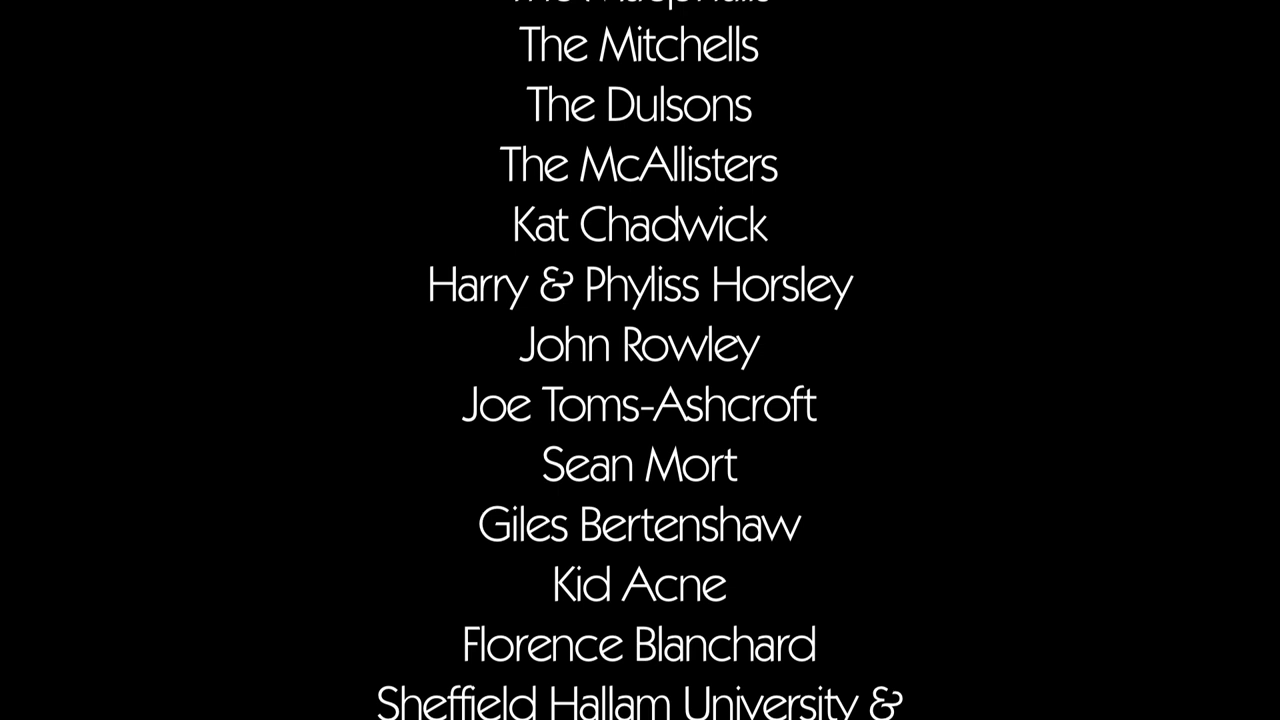 The Mitchells
The Dulsons
The McAllisters
Kat Chadwick
Harry & Phyliss Horsley
John Rowley
Joe Toms-Ashcroft
Sean Mort
Giles Bertenshaw
Kid Acne
Florence Blanchard
Sheffield Hallam University &